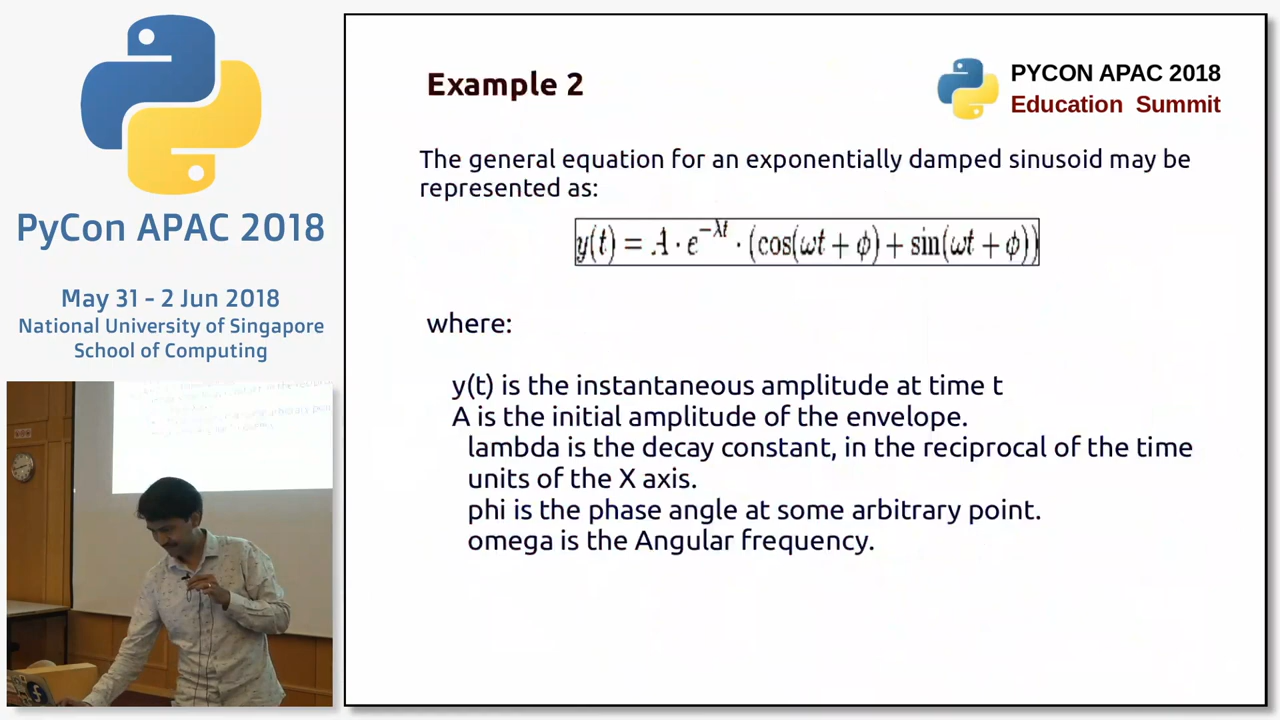 PyCon APAC 2018
May 31 - 2 Jun 2018
National University of Singapore
School of Computing
Example 2
PYCON APAC 2018
Education Summit
The general equation for an exponentially damped sinusoid may be
represented as:
y(t) = A · e^{-λt} · (cos(ωt + ϕ) + sin(ωt + ϕ))
where:
y(t) is the instantaneous amplitude at time t
A is the initial amplitude of the envelope.
lambda is the decay constant, in the reciprocal of the time
units of the X axis.
phi is the phase angle at some arbitrary point.
omega is the Angular frequency.